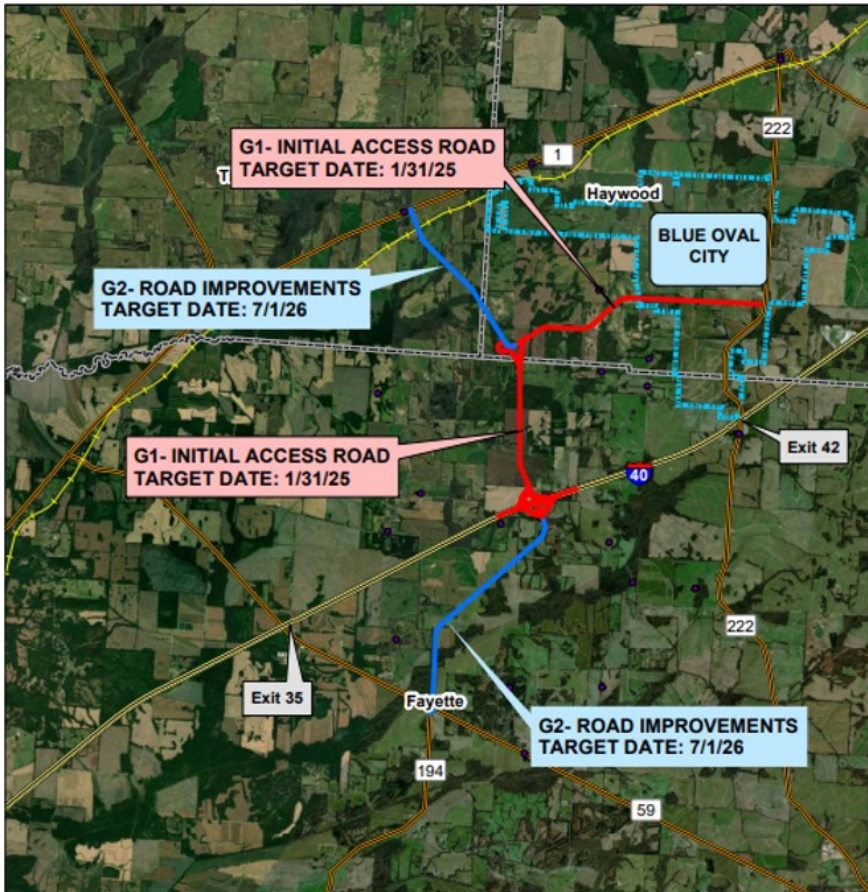 222
G1- INITIAL ACCESS ROAD
TARGET DATE: 1/31/25
1
T
Haywood
BLUE OVAL
CITY
G2- ROAD IMPROVEMENTS
TARGET DATE: 7/1/26
G1- INITIAL ACCESS ROAD
TARGET DATE: 1/31/25
Exit 42
40
222
Exit 35
Fayette
G2- ROAD IMPROVEMENTS
TARGET DATE: 7/1/26
194
59